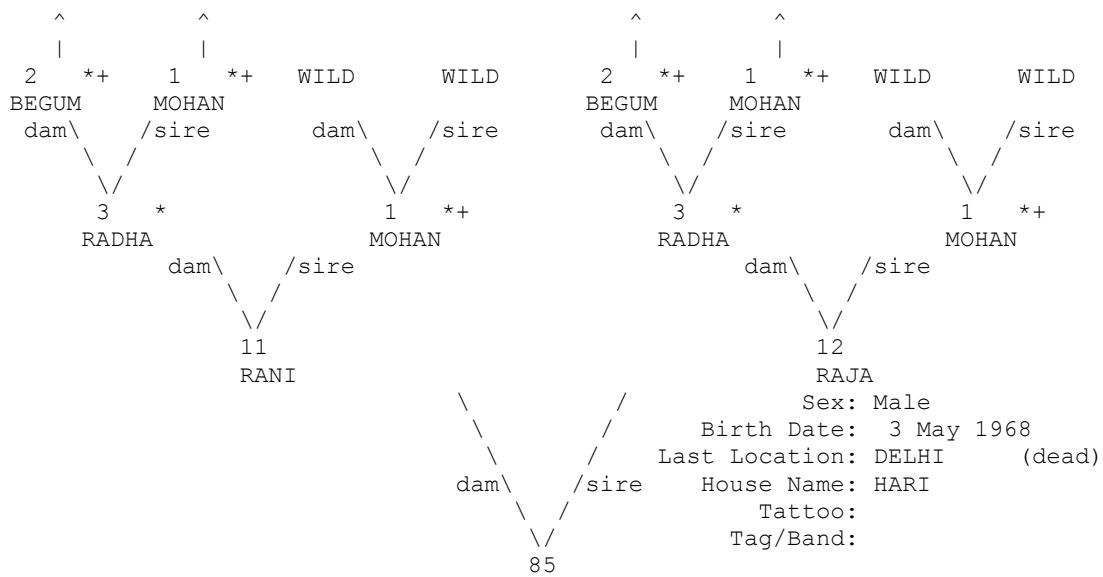 ^ ^ ^ ^
| | | |
2 *+ 1 *+ WILD WILD 2 *+ 1 *+ WILD WILD
BEGUM MOHAN BEGUM MOHAN
dam\ /sire dam\ /sire dam\ /sire dam\ /sire
\ / \ / \ / \ /
\/ \/ \/ \/
3 * 1 *+ 3 * 1 *+
RADHA MOHAN RADHA MOHAN
dam\ /sire dam\ /sire
\ / \ /
\/ \/
11 12
RANI RAJA
\ / Sex: Male
\ / Birth Date: 3 May 1968
\ / Last Location: DELHI (dead)
dam\ /sire House Name: HARI
\ / Tattoo:
\/ Tag/Band:
85